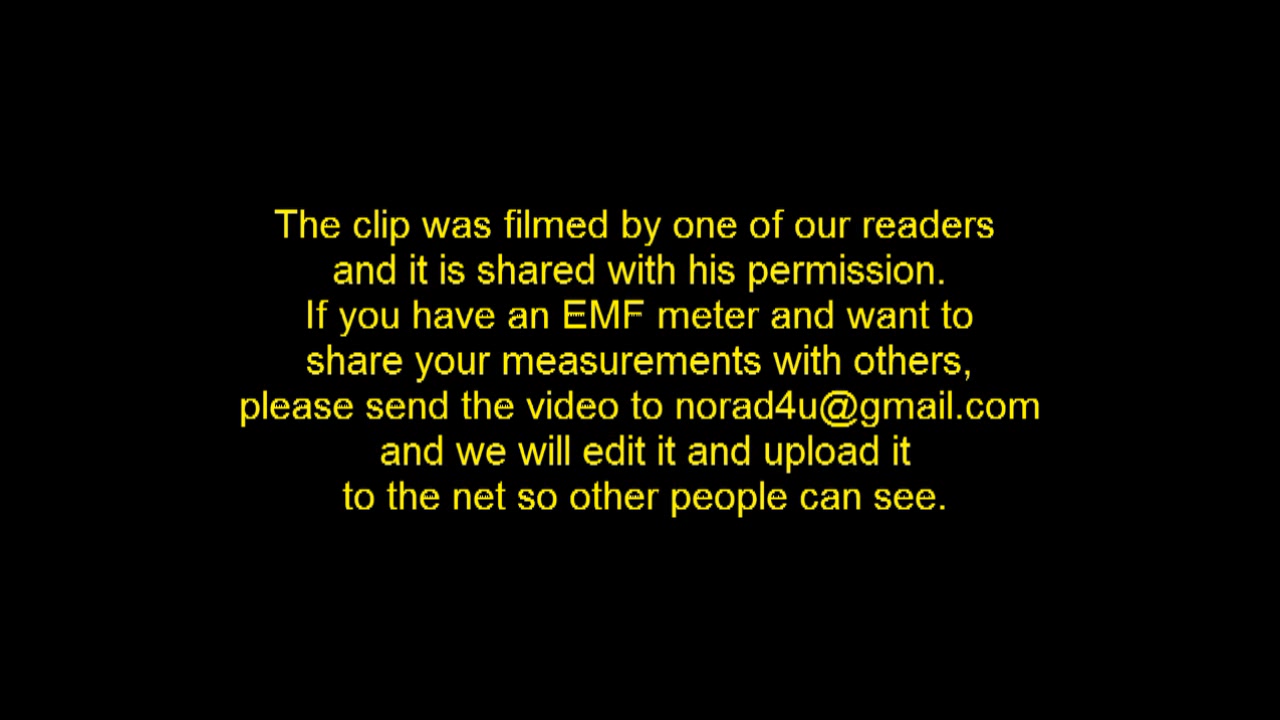 The clip was filmed by one of our readers
and it is shared with his permission.
If you have an EMF meter and want to
share your measurements with others,
please send the video to norad4u@gmail.com
and we will edit it and upload it
to the net so other people can see.